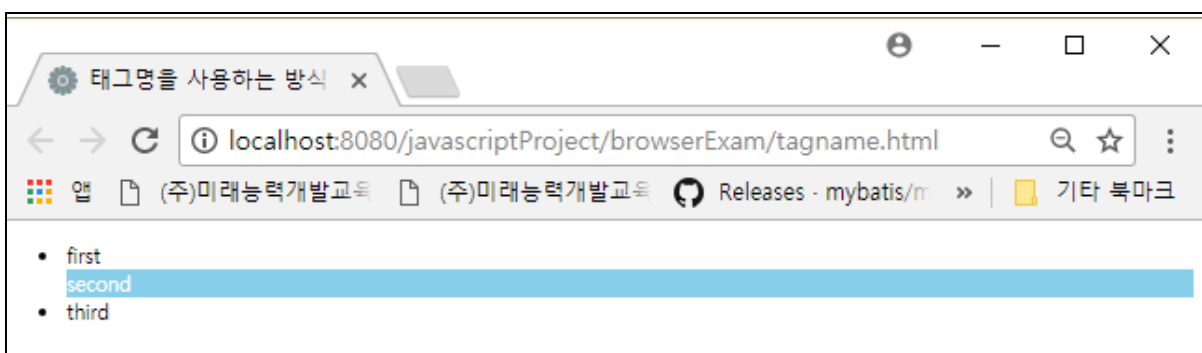 태그명을 사용하는 방식
localhost:8080/javascriptProject/browserExam/tagname.html
앱 (주)미래능력개발교육 (주)미래능력개발교육 Releases · mybatis/m » 기타 북마크
• first
second
• third